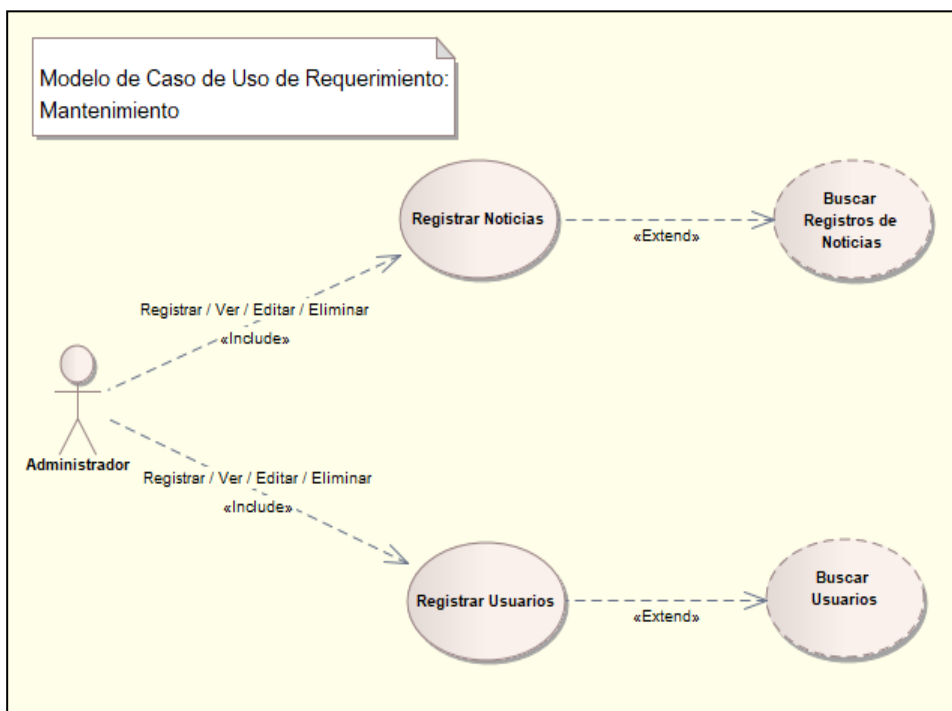 Modelo de Caso de Uso de Requerimiento:
Mantenimiento
Registrar Noticias
«Extend»
Buscar
Registros de
Noticias
Registrar / Ver / Editar / Eliminar
«Include»
Administrador
Registrar / Ver / Editar / Eliminar
«Include»
Registrar Usuarios
«Extend»
Buscar
Usuarios